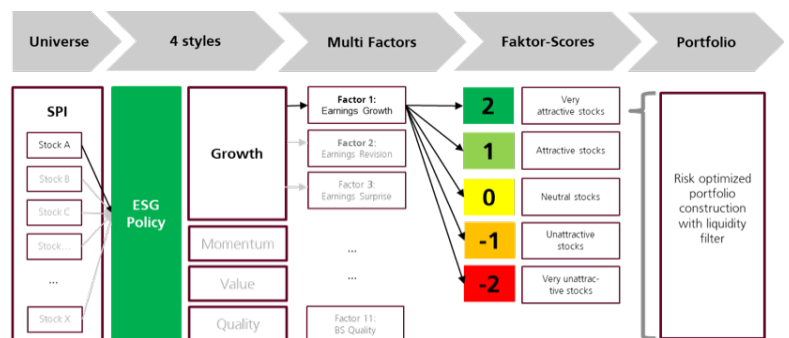 Universe
4 styles
Multi Factors
Faktor-Scores
Portfolio
SPI
Stock A
Stock B
Stock C
Stock...
...
Stock X
ESG
Policy
Growth
Momentum
Value
Quality
Factor 1:
Earnings Growth
Factor 2:
Earnings Revision
Factor 3:
Earnings Surprise
...
...
Factor 11:
BS Quality
2
Very
attractive stocks
1
Attractive stocks
0
Neutral stocks
-1
Unattractive
stocks
-2
Very unattrac-
tive stocks
Risk optimized
portfolio
construction
with liquidity
filter